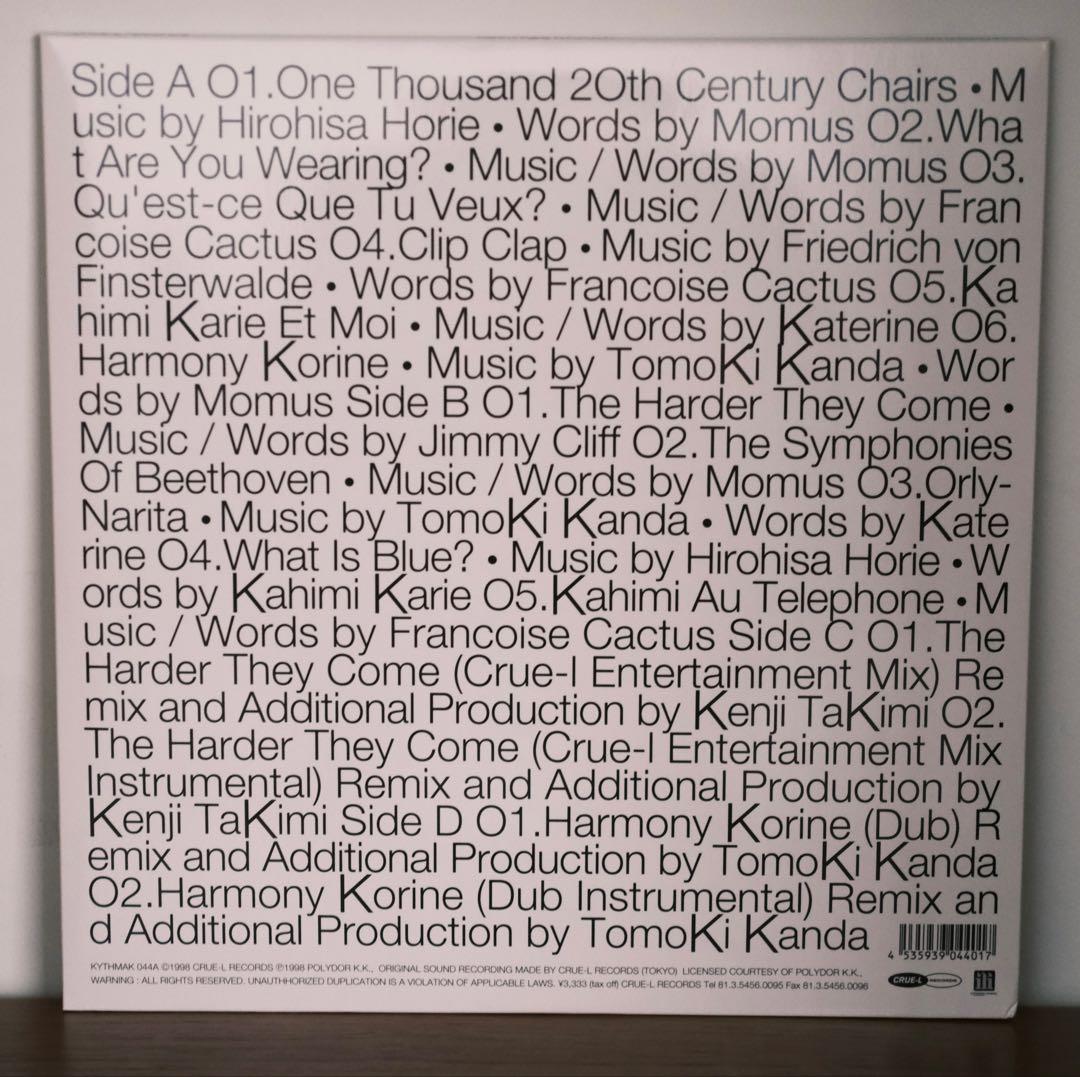 Side A O1.One Thousand 2Oth Century Chairs • M
usic by Hirohisa Horie • Words by Momus O2.Wha
t Are You Wearing? • Music / Words by Momus O3.
Qu'est-ce Que Tu Veux? • Music / Words by Fran
coise Cactus O4.Clip Clap • Music by Friedrich von
Finsterwalde • Words by Francoise Cactus O5.Ka
himi Karie Et Moi • Music / Words by Katerine O6.
Harmony Korine • Music by TomoKi Kanda • Wor
ds by Momus Side B O1.The Harder They Come •
Music / Words by Jimmy Cliff O2.The Symphonies
Of Beethoven • Music / Words by Momus O3.Orly-
Narita • Music by TomoKi Kanda • Words by Kate
rine O4.What Is Blue? • Music by Hirohisa Horie • W
ords by Kahimi Karie O5.Kahimi Au Telephone • M
usic / Words by Francoise Cactus Side C O1.The
Harder They Come (Crue-l Entertainment Mix) Re
mix and Additional Production by Kenji TaKimi O2.
The Harder They Come (Crue-l Entertainment Mix
Instrumental) Remix and Additional Production by
Kenji TaKimi Side D O1.Harmony Korine (Dub) R
emix and Additional Production by TomoKi Kanda
O2.Harmony Korine (Dub Instrumental) Remix an
d Additional Production by TomoKi Kanda
4 535939 044017
KYTHMAK 044A ©1998 CRUE-L RECORDS ℗1998 POLYDOR K.K., ORIGINAL SOUND RECORDING MADE BY CRUE-L RECORDS (TOKYO) LICENSED COURTESY OF POLYDOR K.K.,
WARNING : ALL RIGHTS RESERVED. UNAUTHHORIZED DUPLICATION IS A VIOLATION OF APPLICABLE LAWS. ¥3,333 (tax off) CRUE-L RECORDS Tel 81.3.5456.0095 Fax 81.3.5456.0096
CRUE-L RECORDS